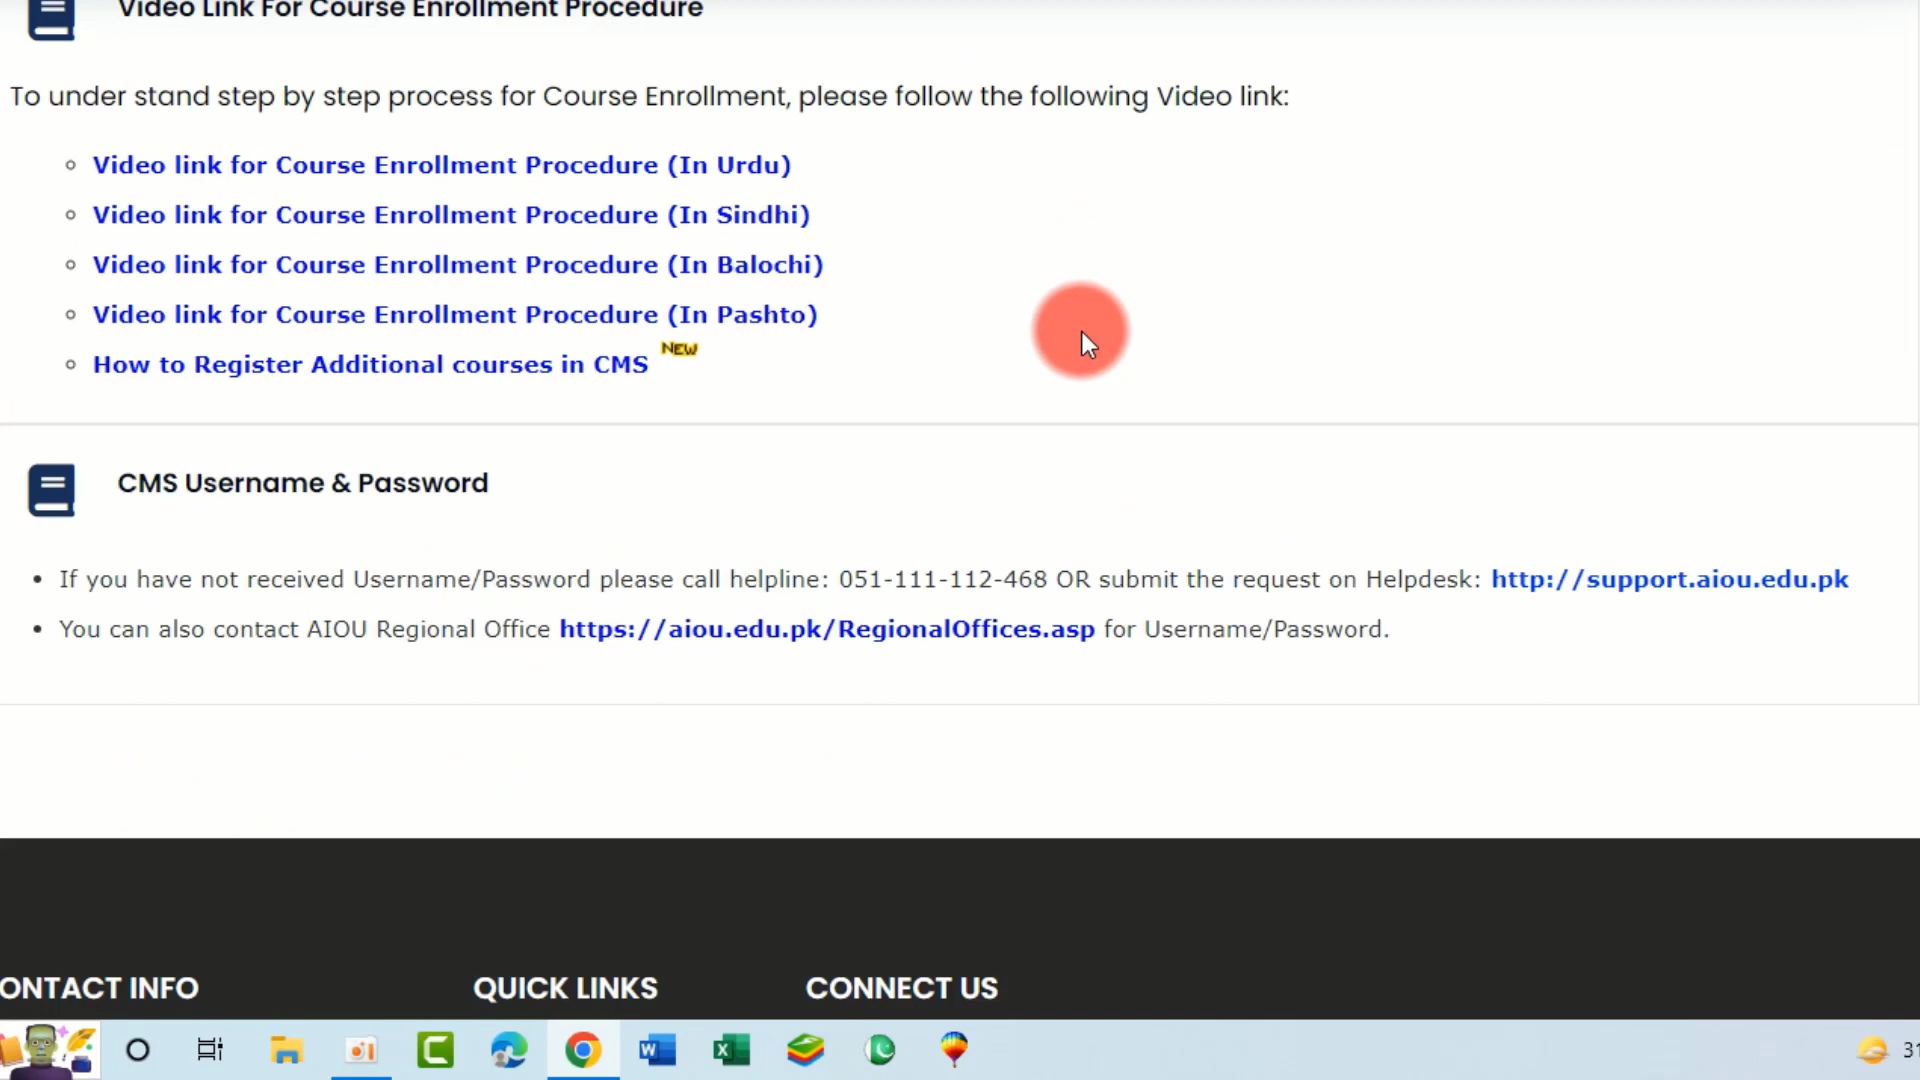 Video Link For Course Enrollment Procedure
To under stand step by step process for Course Enrollment, please follow the following Video link:
Video link for Course Enrollment Procedure (In Urdu)
Video link for Course Enrollment Procedure (In Sindhi)
Video link for Course Enrollment Procedure (In Balochi)
Video link for Course Enrollment Procedure (In Pashto)
How to Register Additional courses in CMS NEW
CMS Username & Password
If you have not received Username/Password please call helpline: 051-111-112-468 OR submit the request on Helpdesk: http://support.aiou.edu.pk
You can also contact AIOU Regional Office https://aiou.edu.pk/RegionalOffices.asp for Username/Password.
ONTACT INFO QUICK LINKS CONNECT US
31